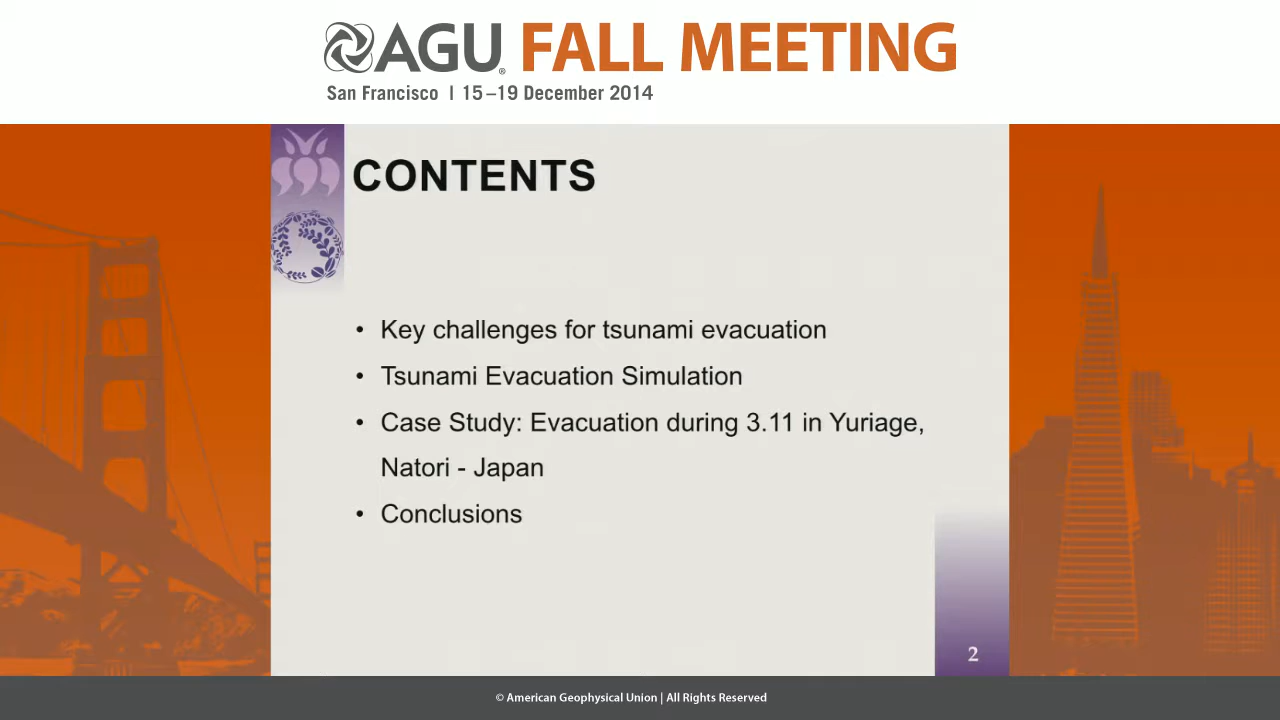 AGU® FALL MEETING
San Francisco | 15–19 December 2014
CONTENTS
• Key challenges for tsunami evacuation
• Tsunami Evacuation Simulation
• Case Study: Evacuation during 3.11 in Yuriage,
Natori - Japan
• Conclusions
2
© American Geophysical Union | All Rights Reserved